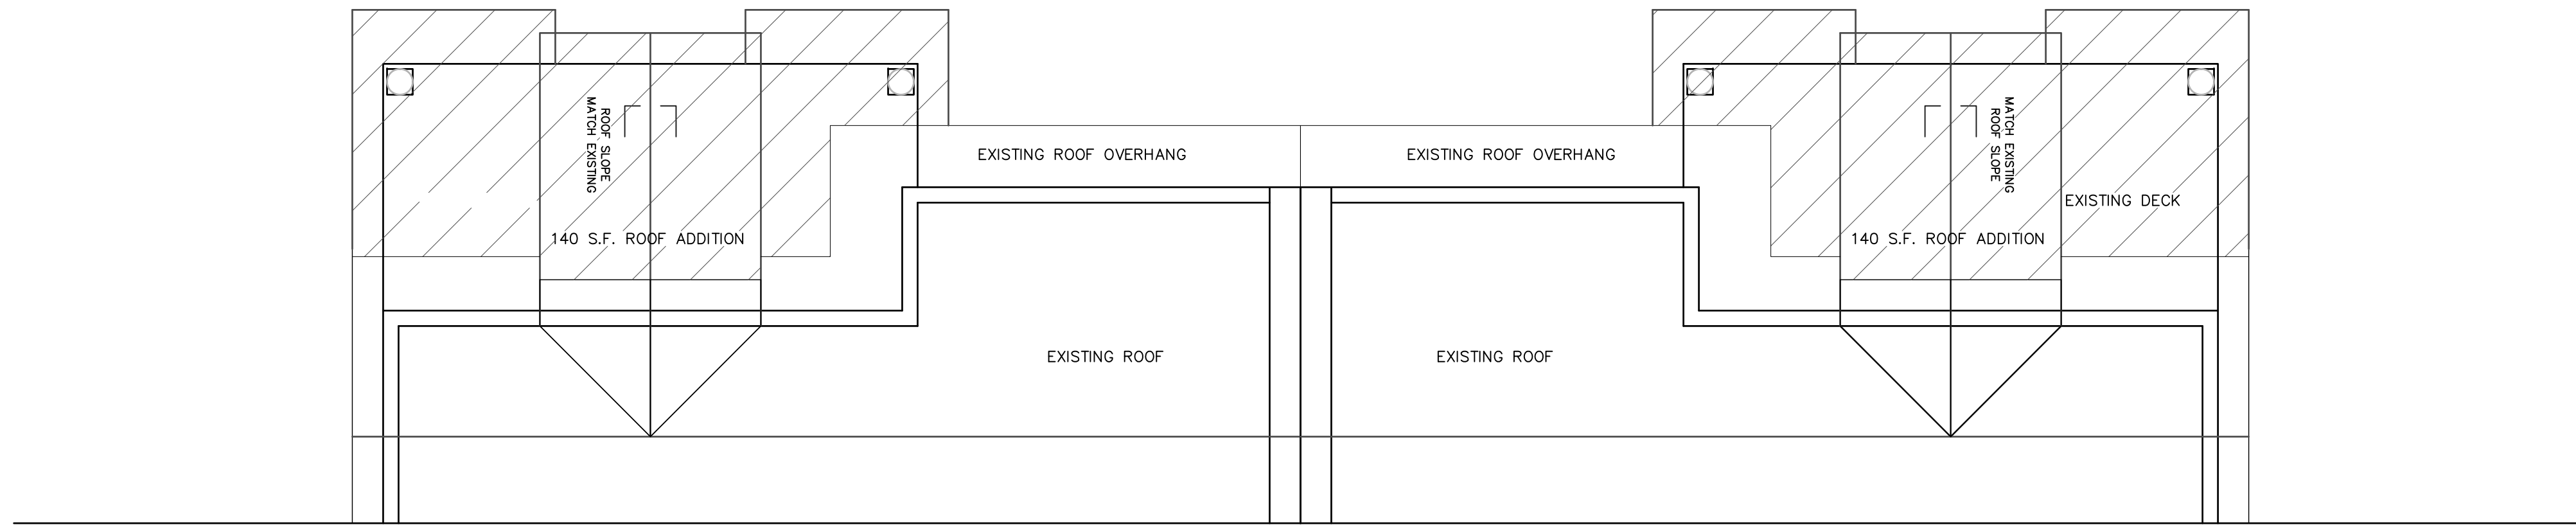 MATCH EXISTING
ROOF SLOPE
140 S.F. ROOF ADDITION
EXISTING ROOF OVERHANG
EXISTING ROOF OVERHANG
EXISTING ROOF
EXISTING ROOF
MATCH EXISTING
ROOF SLOPE
EXISTING DECK
140 S.F. ROOF ADDITION